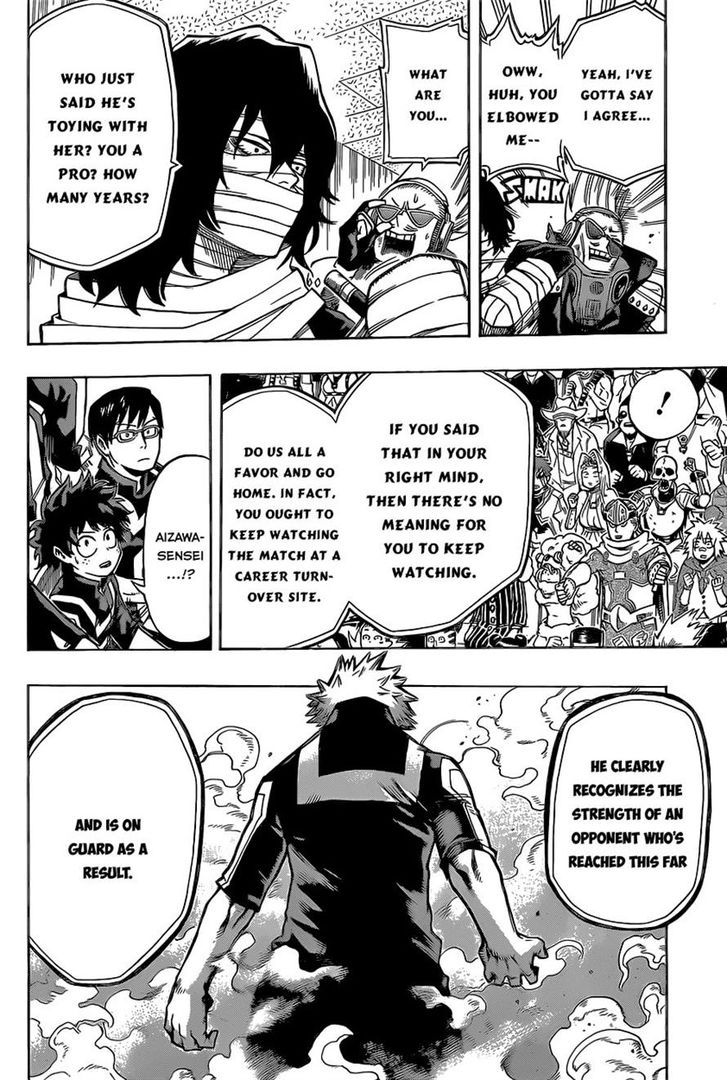 YEAH, I'VE
GOTTA SAY
I AGREE...
OWW,
HUH, YOU
ELBOWED
ME--
SMAK
WHAT
ARE
YOU...
WHO JUST
SAID HE'S
TOYING WITH
HER? YOU A
PRO? HOW
MANY YEARS?
!
IF YOU SAID
THAT IN YOUR
RIGHT MIND,
THEN THERE'S NO
MEANING FOR
YOU TO KEEP
WATCHING.
DO US ALL A
FAVOR AND GO
HOME. IN FACT,
YOU OUGHT TO
KEEP WATCHING
THE MATCH AT A
CAREER TURN-
OVER SITE.
AIZAWA-
SENSEI
...!?
HE CLEARLY
RECOGNIZES THE
STRENGTH OF AN
OPPONENT WHO'S
REACHED THIS FAR
AND IS ON
GUARD AS A
RESULT.